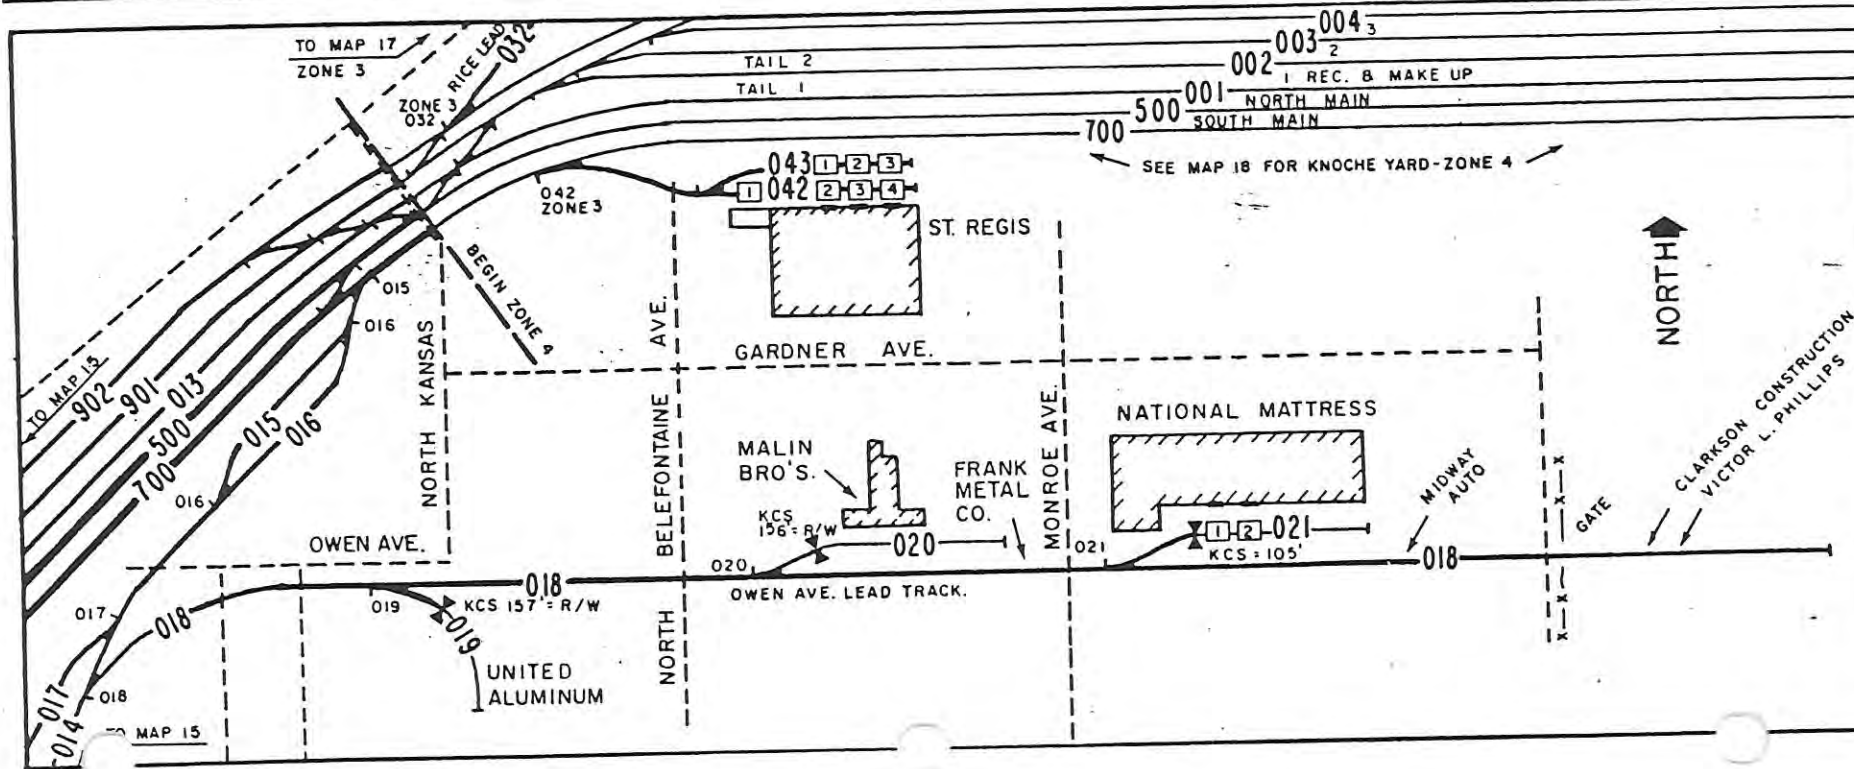 TO MAP 17
ZONE 3
RICE LEAD
032
ZONE 3
032
TAIL 2
TAIL 1
004 3
003 2
002 1 REC. & MAKE UP
001 NORTH MAIN
500 SOUTH MAIN
700
SEE MAP 18 FOR KNOCHE YARD-ZONE 4
043 1 2 3
1 042 2 3 4
042
ZONE 3
ST. REGIS
BEGIN ZONE 4
NORTH
015
016
TO MAP 15
902
901
013
500
700
015
016
016
NORTH KANSAS
NORTH BELEFONTAINE AVE.
GARDNER AVE.
MONROE AVE.
NATIONAL MATTRESS
MALIN
BRO'S.
FRANK
METAL
CO.
KCS
156'= R/W
020
020
021
1 2 021
KCS = 105'
MIDWAY
AUTO
018
GATE
CLARKSON CONSTRUCTION
VICTOR L. PHILLIPS
OWEN AVE.
018
OWEN AVE. LEAD TRACK.
017
018
019
KCS 157'= R/W
019
UNITED
ALUMINUM
017
018
014
MAP 15